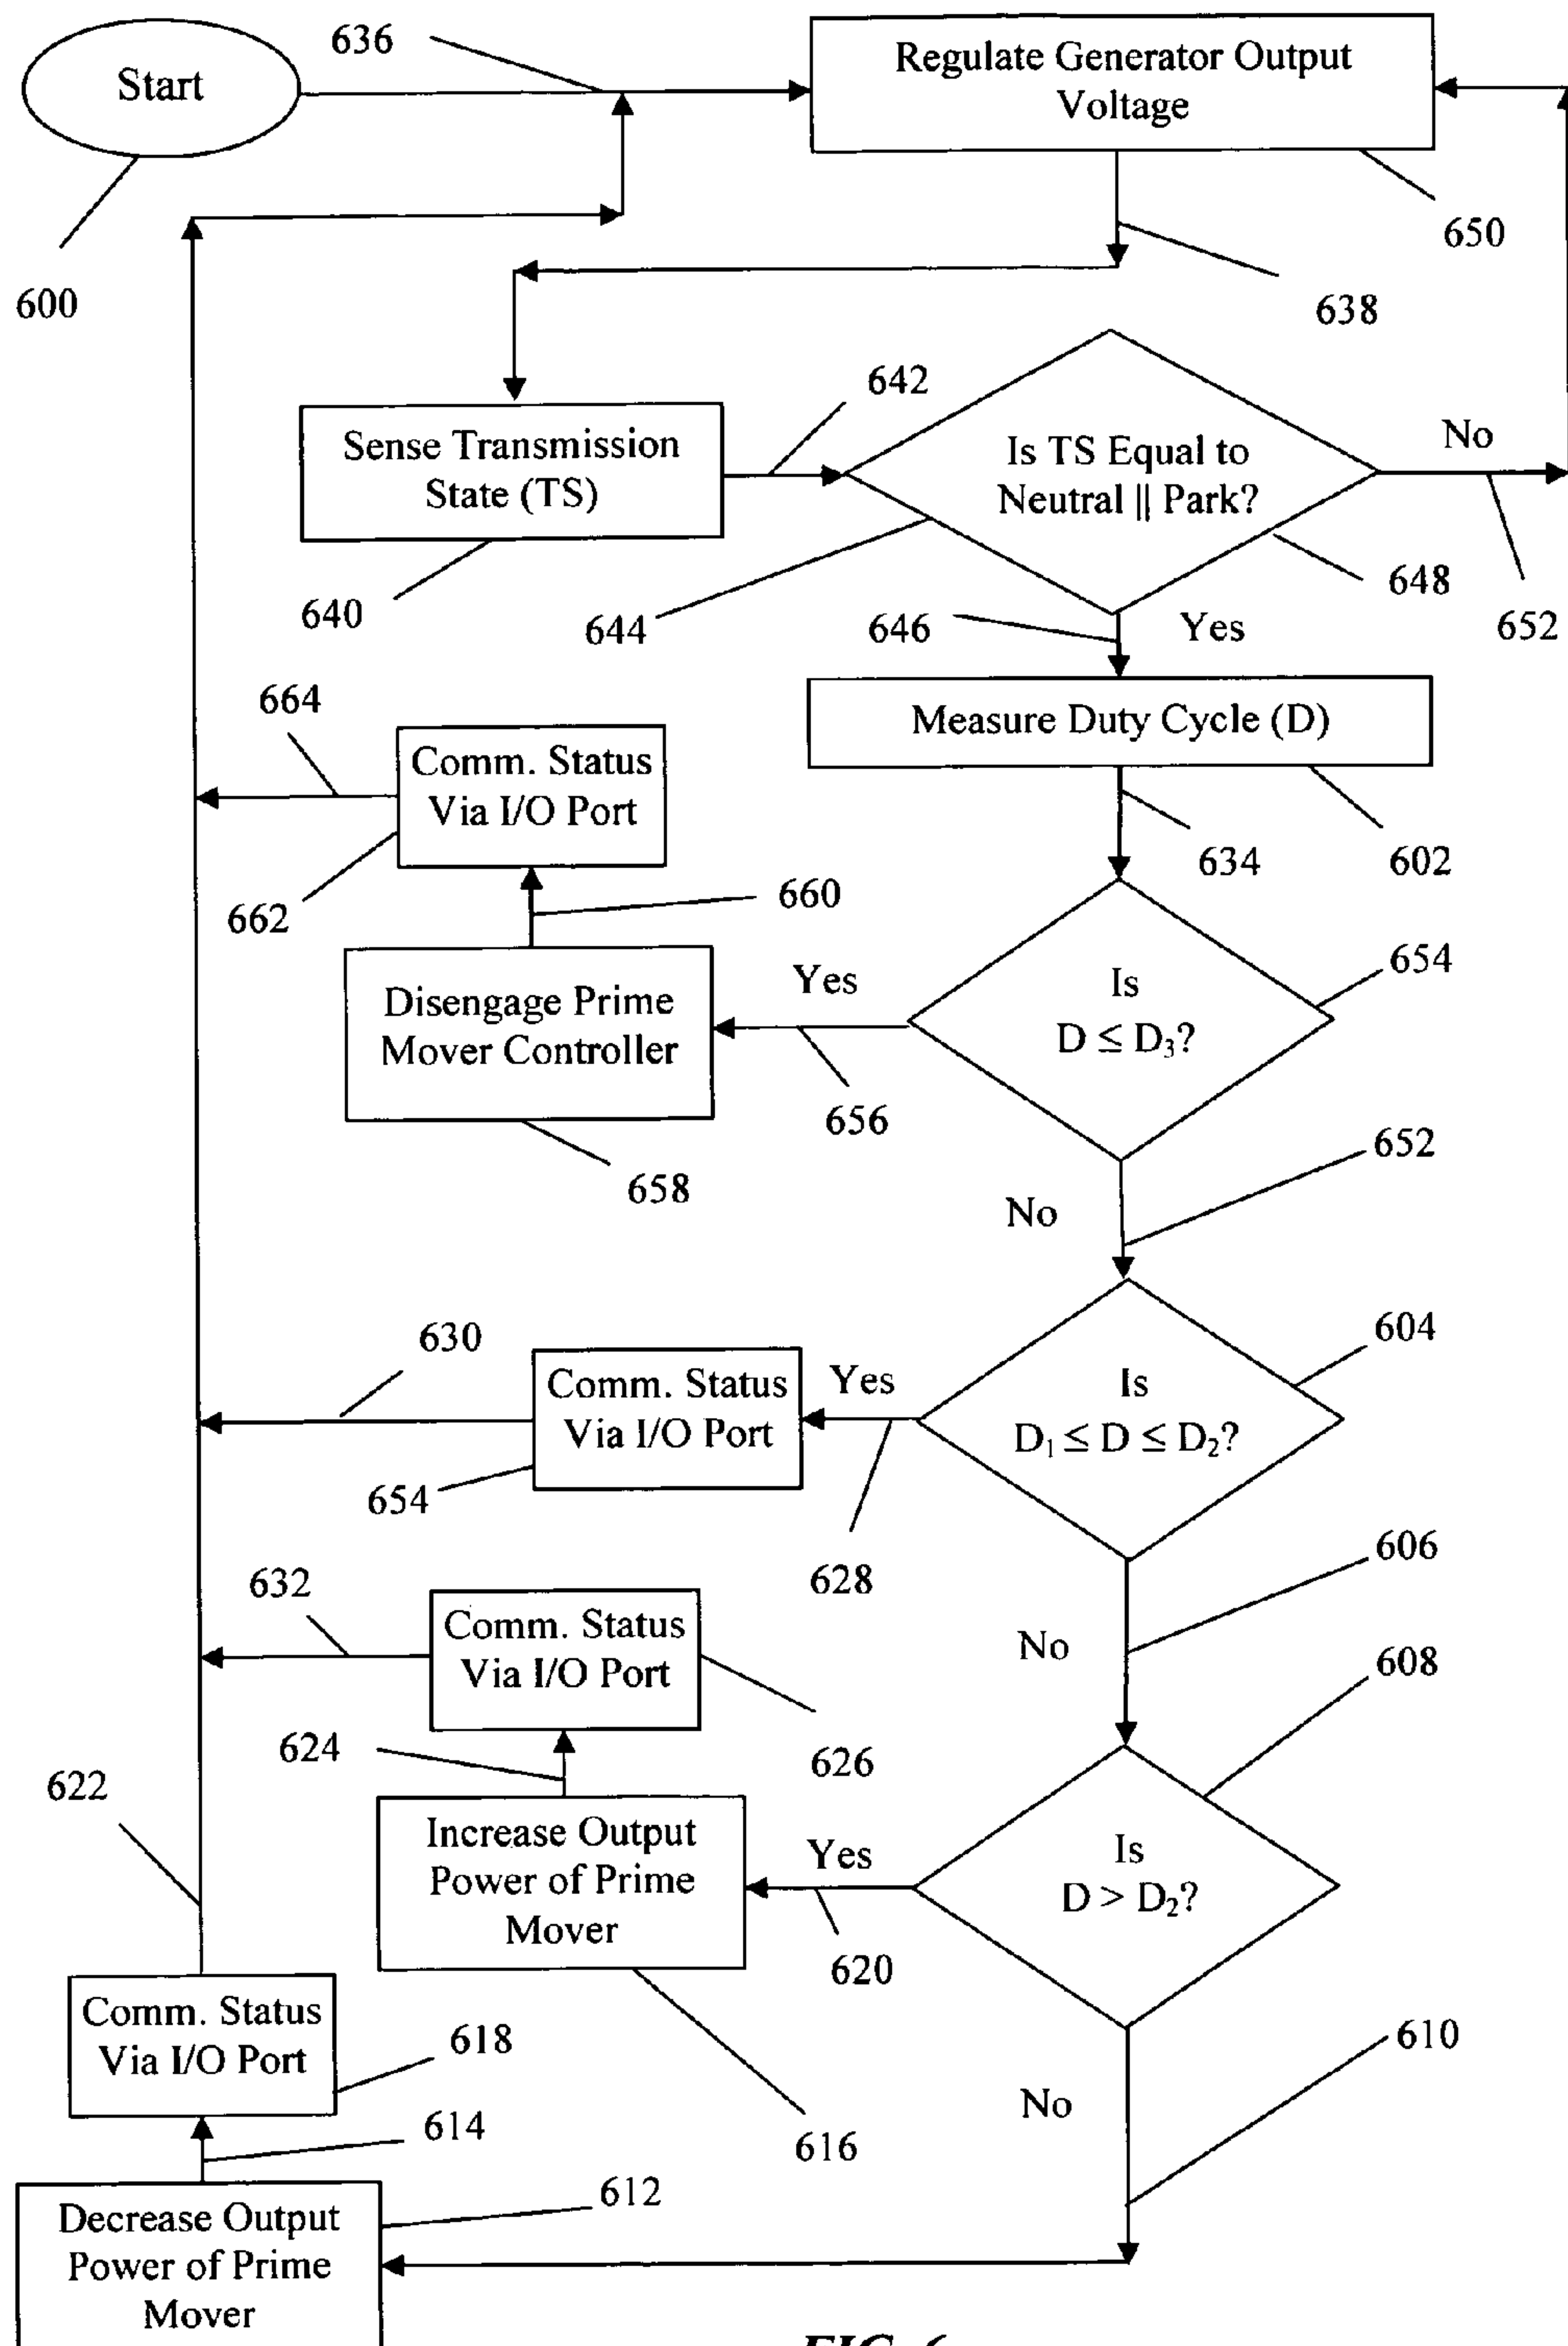 Start
636
Regulate Generator Output
Voltage
650
600
638
642
Sense Transmission
State (TS)
Is TS Equal to
Neutral || Park?
No
640
644
648
652
646
Yes
Measure Duty Cycle (D)
664
Comm. Status
Via I/O Port
634
602
662
660
654
Disengage Prime
Mover Controller
Yes
Is
D ≤ D₃?
656
652
658
No
630
604
Comm. Status
Via I/O Port
Yes
Is
D₁ ≤ D ≤ D₂?
654
628
606
632
Comm. Status
Via I/O Port
No
608
624
626
622
Increase Output
Power of Prime
Mover
Yes
Is
D > D₂?
620
Comm. Status
Via I/O Port
618
610
No
614
616
612
Decrease Output
Power of Prime
Mover
FIG. 6